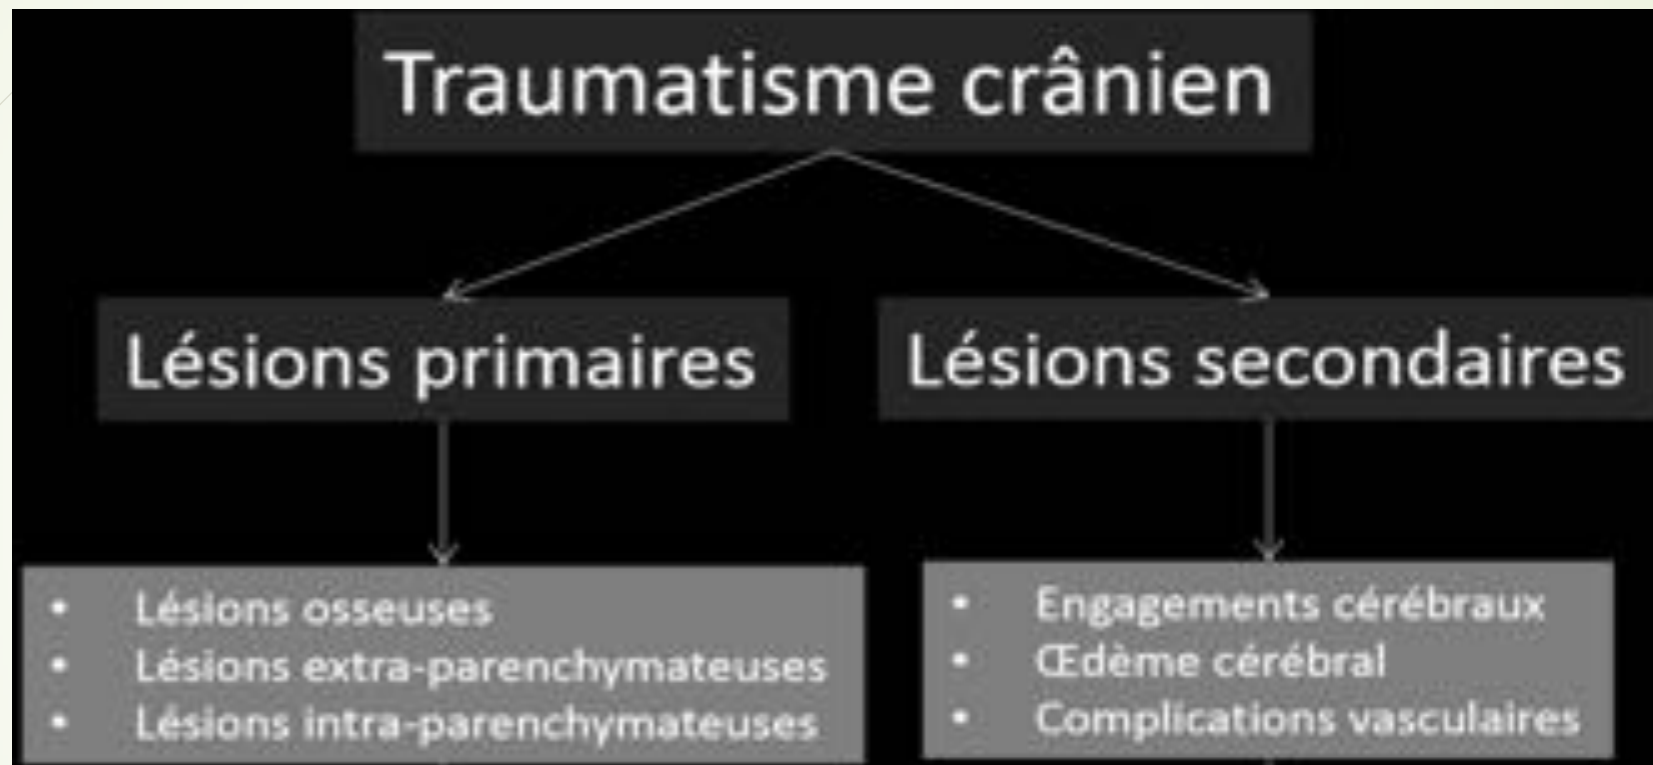 Traumatisme crânien
Lésions primaires
Lésions secondaires
• Lésions osseuses
• Lésions extra-parenchymateuses
• Lésions intra-parenchymateuses
• Engagements cérébraux
• Œdème cérébral
• Complications vasculaires